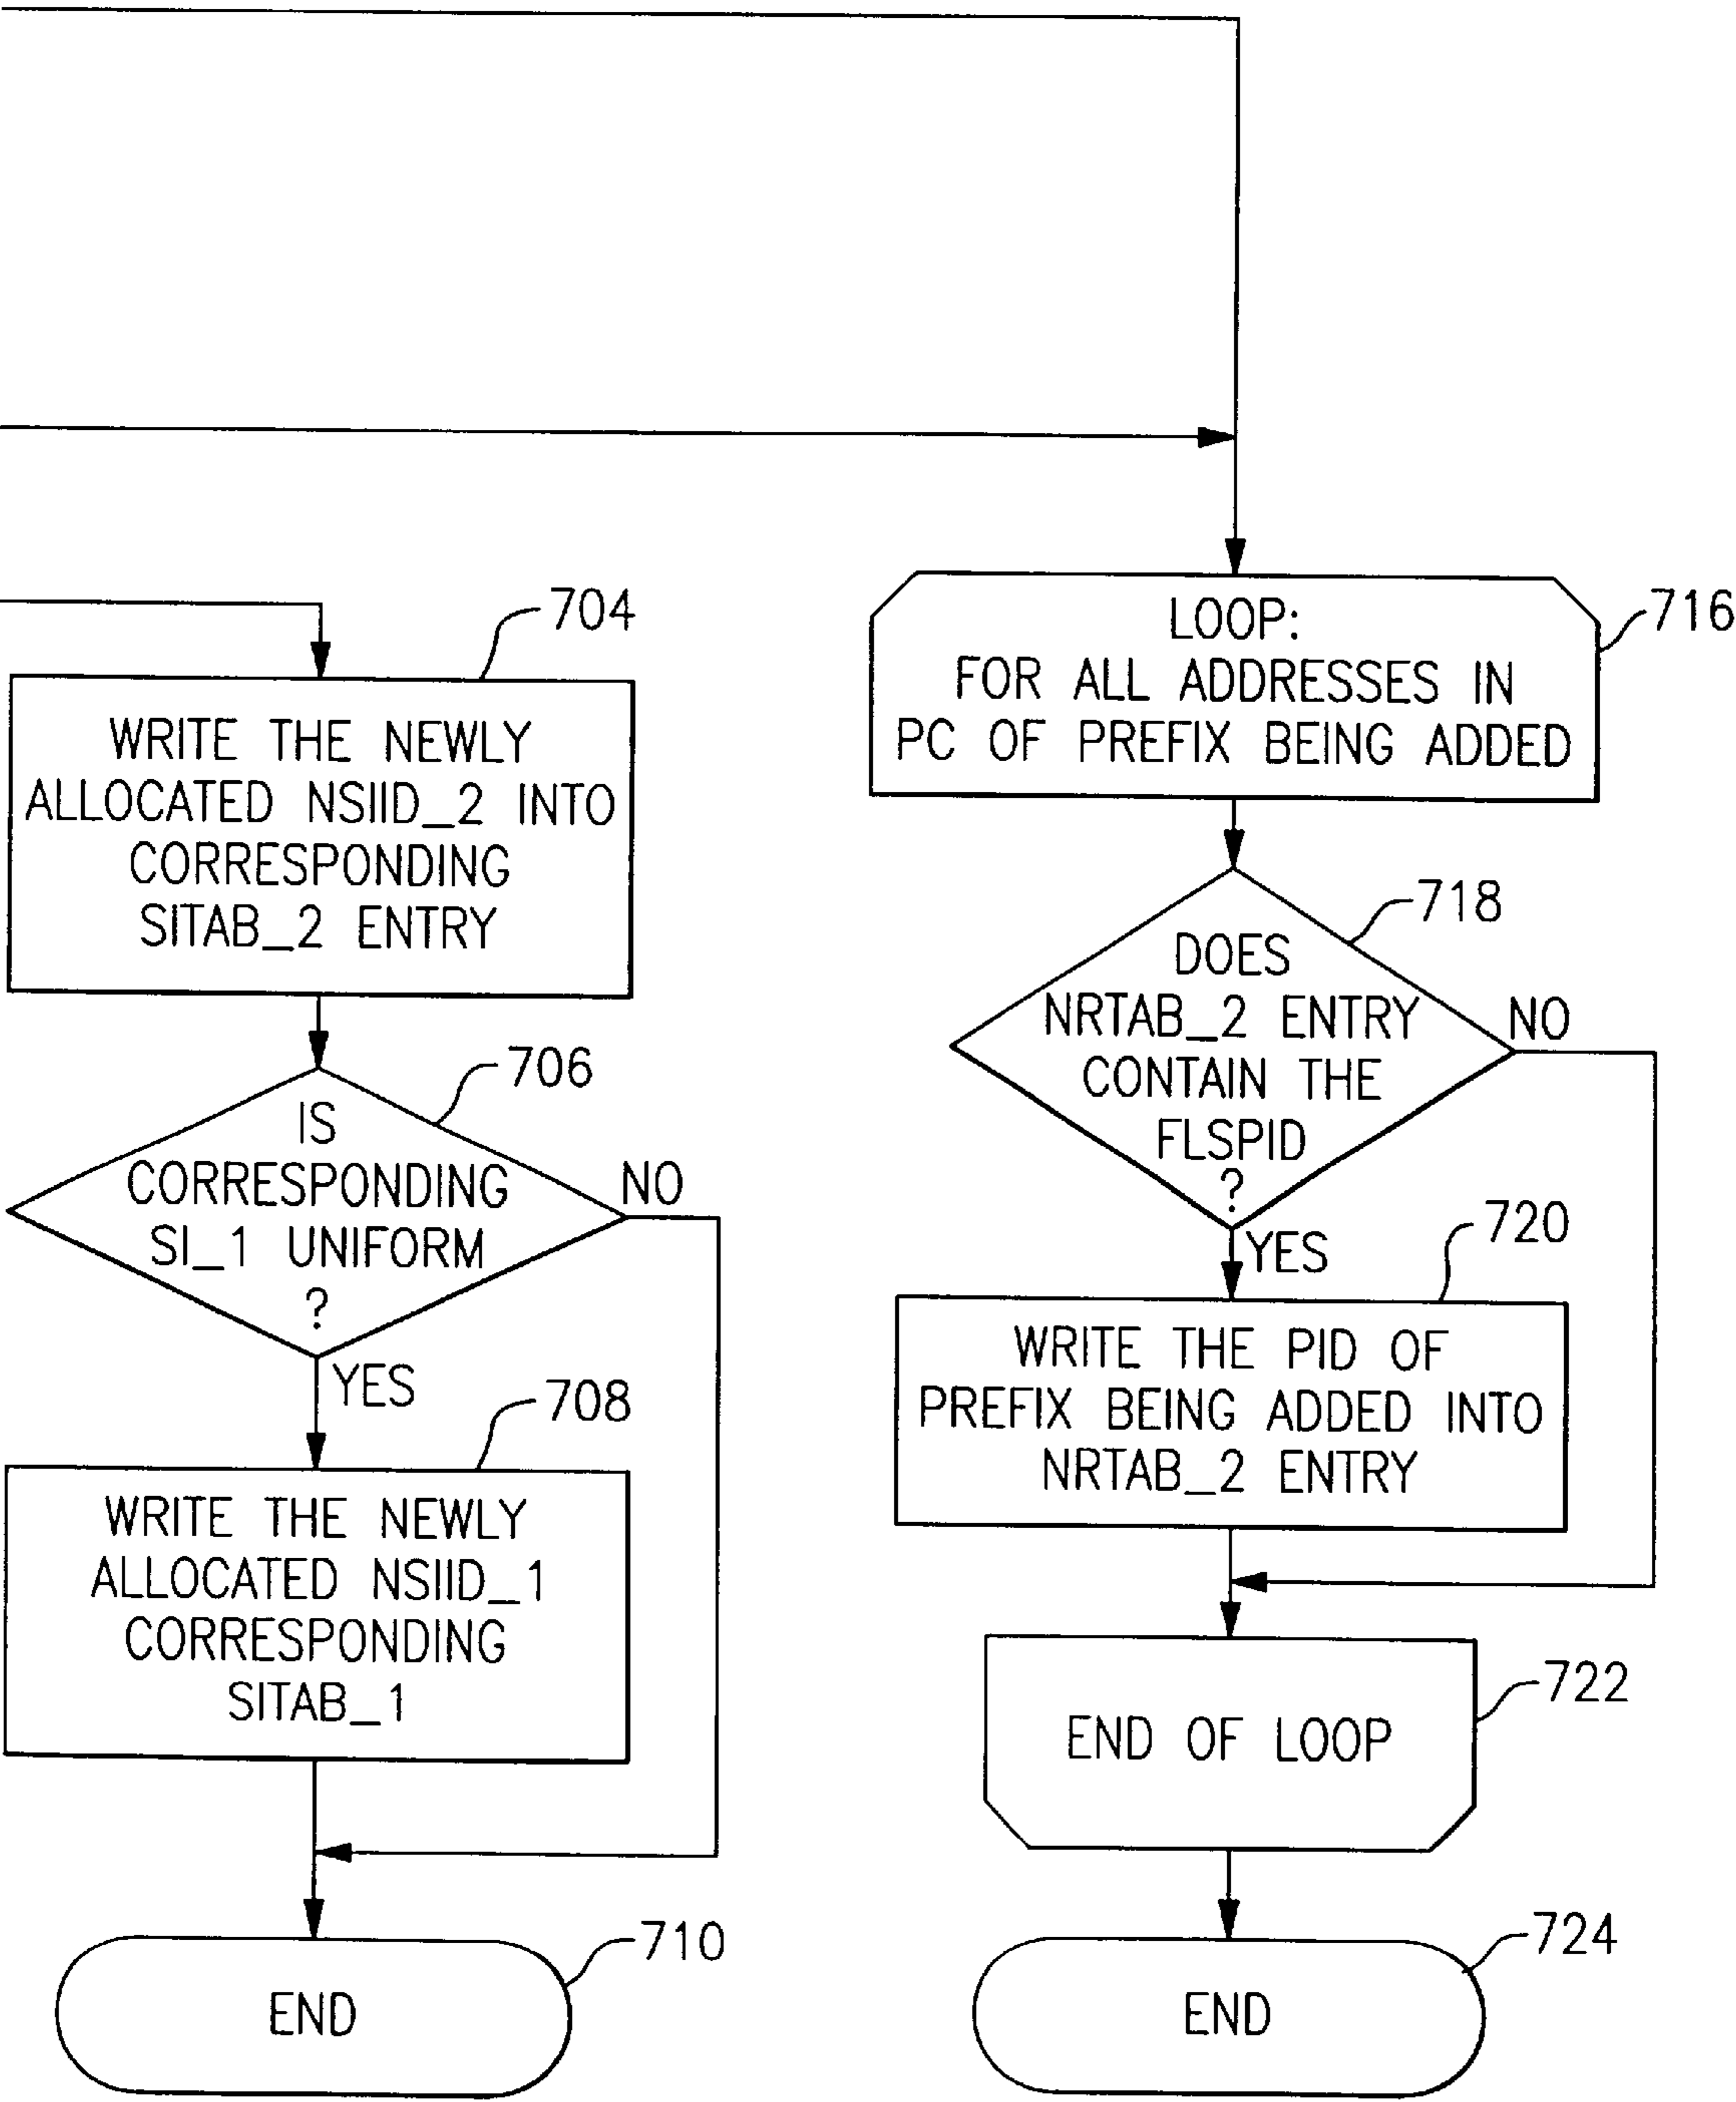 704
WRITE THE NEWLY
ALLOCATED NSIID_2 INTO
CORRESPONDING
SITAB_2 ENTRY
706
IS
CORRESPONDING
SI_1 UNIFORM
?
NO
YES
708
WRITE THE NEWLY
ALLOCATED NSIID_1
CORRESPONDING
SITAB_1
710
END
716
LOOP:
FOR ALL ADDRESSES IN
PC OF PREFIX BEING ADDED
718
DOES
NRTAB_2 ENTRY
CONTAIN THE
FLSPID
?
NO
YES
720
WRITE THE PID OF
PREFIX BEING ADDED INTO
NRTAB_2 ENTRY
722
END OF LOOP
724
END